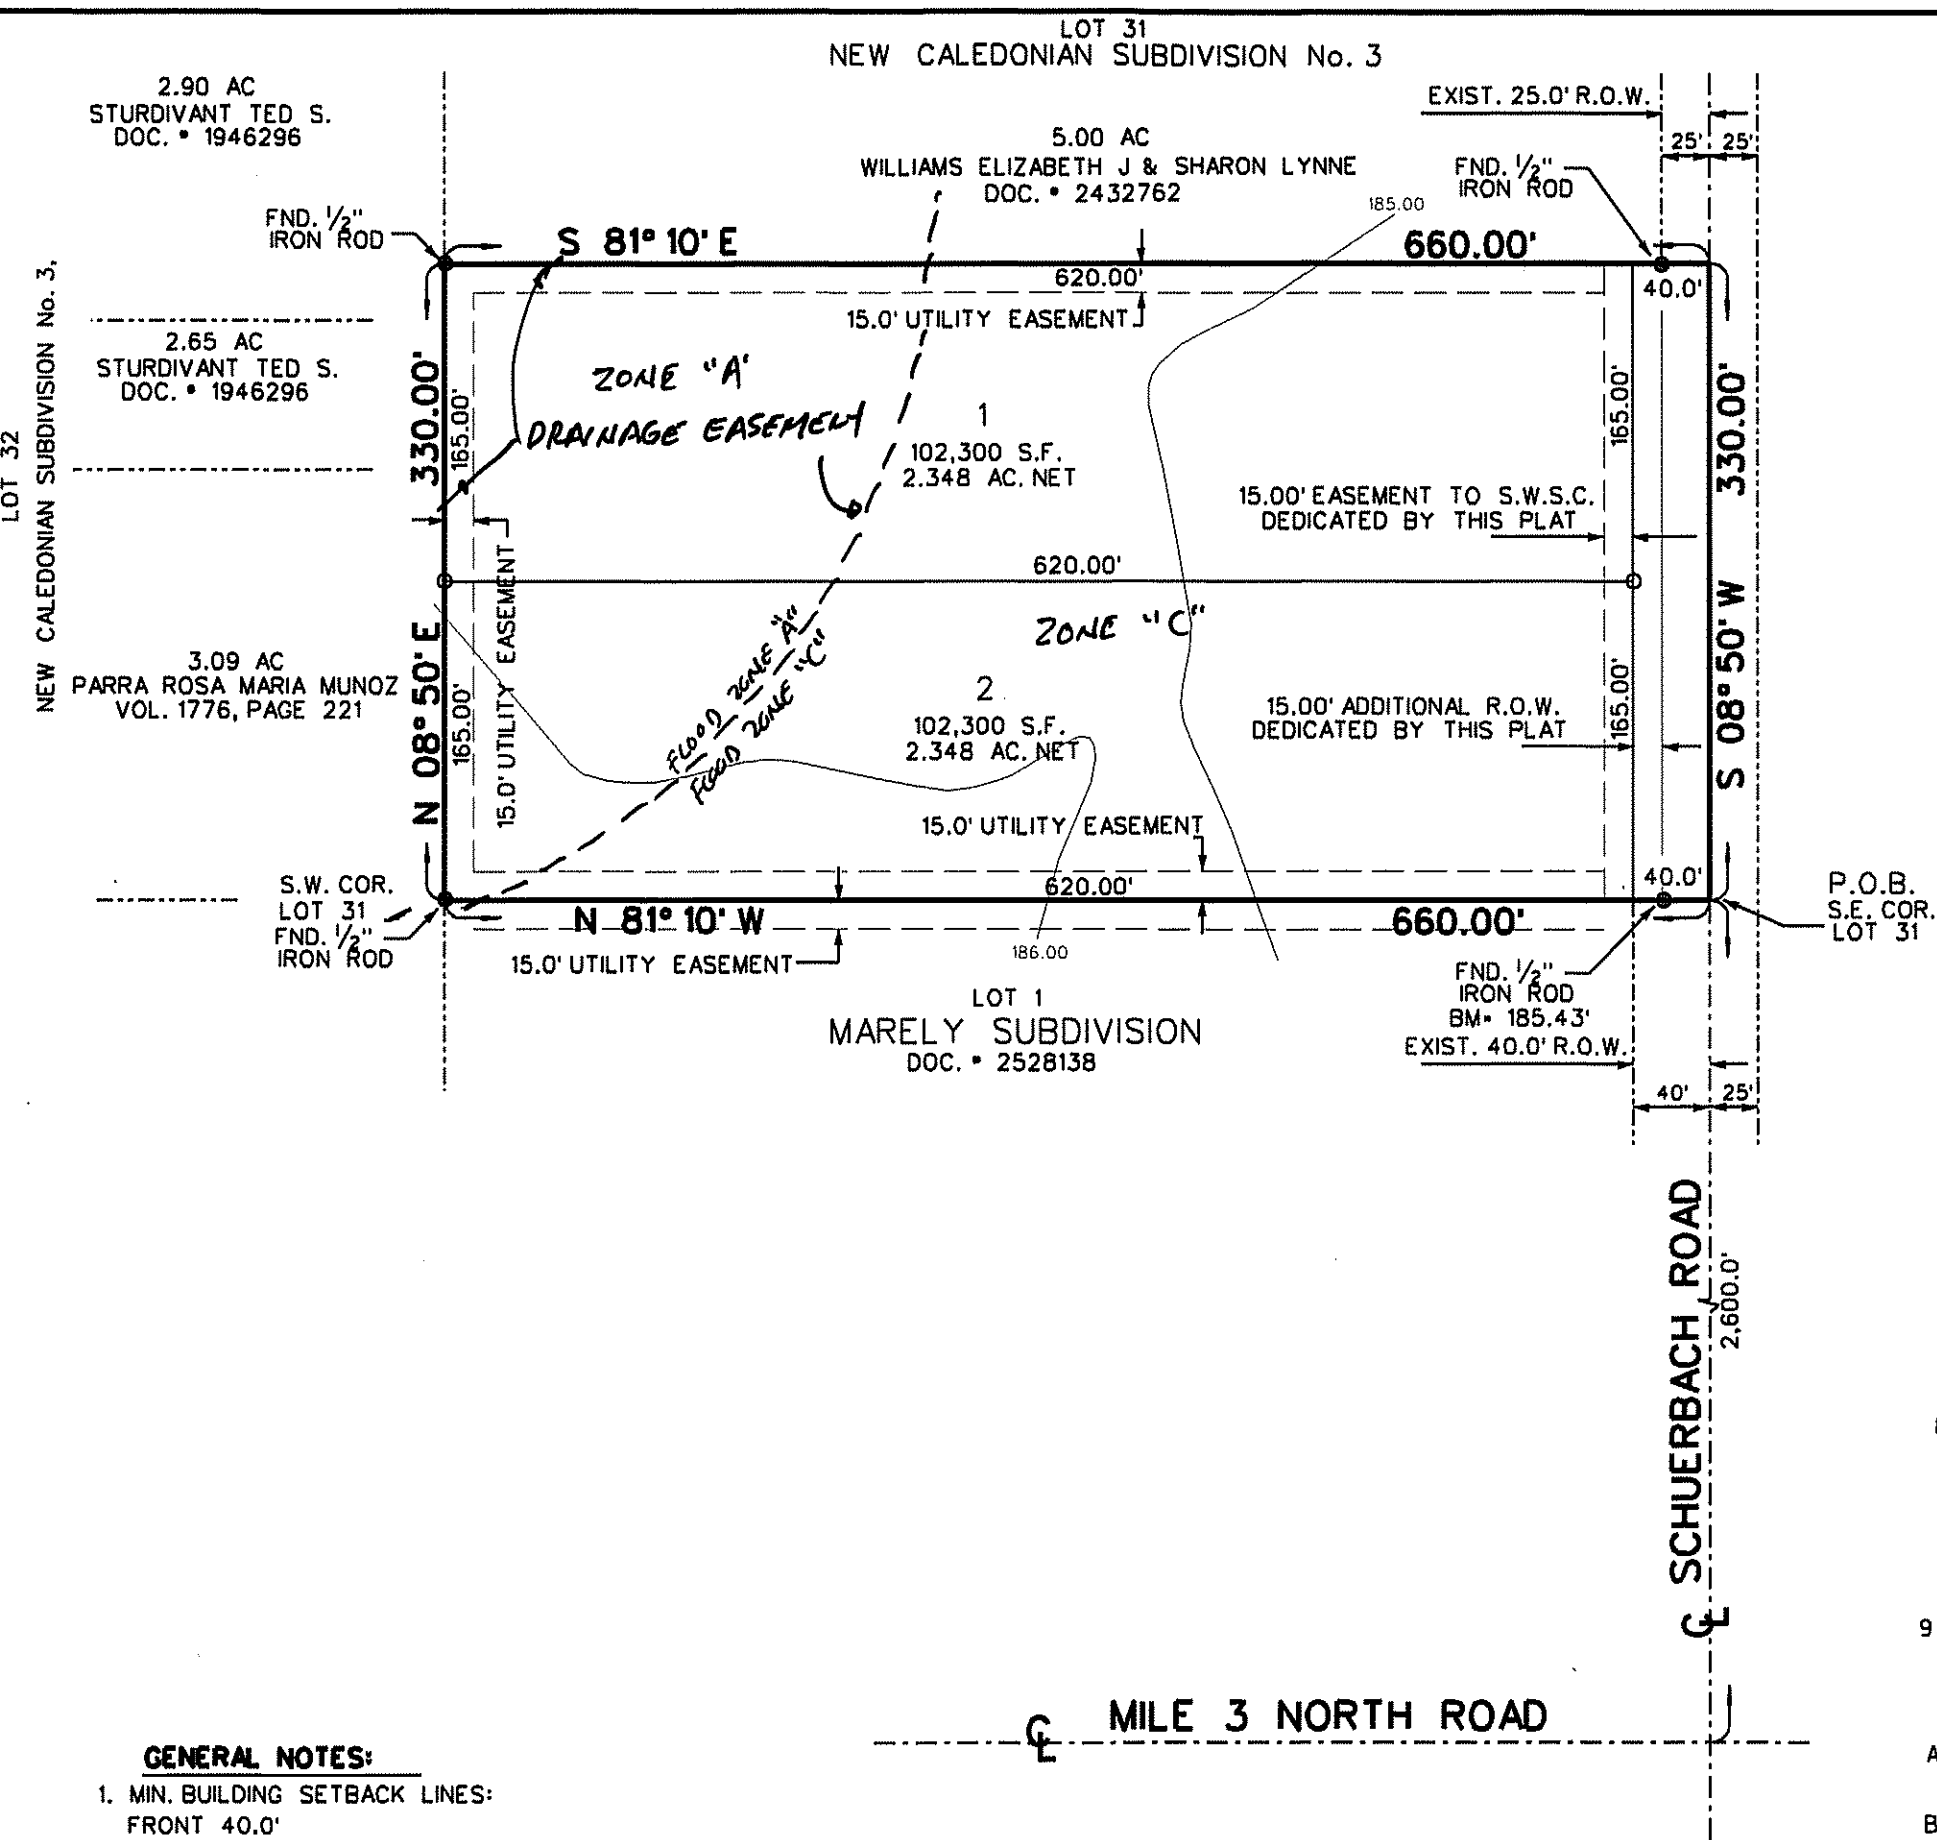 LOT 31
NEW CALEDONIAN SUBDIVISION No. 3
2.90 AC
STURDIVANT TED S.
DOC. # 1946296
EXIST. 25.0' R.O.W.
25' 25'
5.00 AC
WILLIAMS ELIZABETH J & SHARON LYNNE
DOC. # 2432762
FND. 1/2"
IRON ROD
185.00
FND. 1/2"
IRON ROD
S 81° 10' E
660.00'
620.00'
40.0'
15.0' UTILITY EASEMENT
LOT 32
NEW CALEDONIAN SUBDIVISION No. 3,
2.65 AC
STURDIVANT TED S.
DOC. # 1946296
330.00'
165.00'
ZONE "A'
DRAINAGE EASEMENT
1
102,300 S.F.
2.348 AC. NET
165.00'
330.00'
15.00' EASEMENT TO S.W.S.C.
DEDICATED BY THIS PLAT
15.0' UTILITY EASEMENT
620.00'
ZONE "C"
FLOOD ZONE "A"
FLOOD ZONE "C"
3.09 AC
PARRA ROSA MARIA MUNOZ
VOL. 1776, PAGE 221
N 08° 50' E
165.00'
2
102,300 S.F.
2.348 AC. NET
15.00' ADDITIONAL R.O.W.
DEDICATED BY THIS PLAT
165.00'
S 08° 50' W
15.0' UTILITY EASEMENT
620.00'
40.0'
S.W. COR.
LOT 31
FND. 1/2"
IRON ROD
N 81° 10' W
660.00'
P.O.B.
S.E. COR.
LOT 31
15.0' UTILITY EASEMENT
186.00
LOT 1
MARELY SUBDIVISION
DOC. # 2528138
FND. 1/2"
IRON ROD
BM= 185.43'
EXIST. 40.0' R.O.W.
40' 25'
SCHUERBACH ROAD
2,600.0'
CL
9
MILE 3 NORTH ROAD
CL
A
B
GENERAL NOTES:
1. MIN. BUILDING SETBACK LINES:
FRONT 40.0'